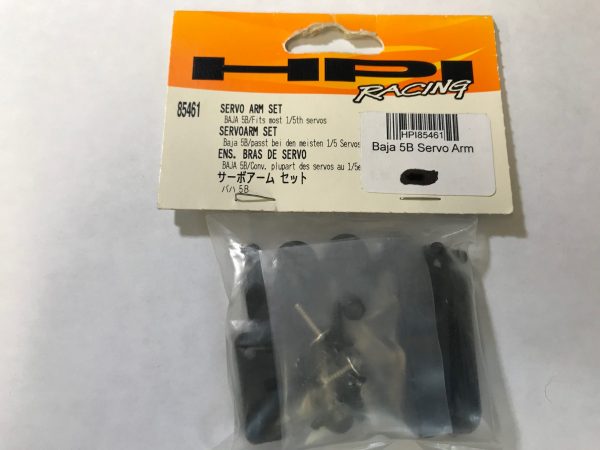 HPI
RACING
85461
SERVO ARM SET
BAJA 5B/Fits most 1/5th servos
SERVOARM SET
Baja 5B/passt bei den meisten 1/5 Servos
ENS. BRAS DE SERVO
BAJA 5B/Conv. plupart des servos au 1/5e
サーボアーム セット
バハ 5B
HPI85461
Baja 5B Servo Arm